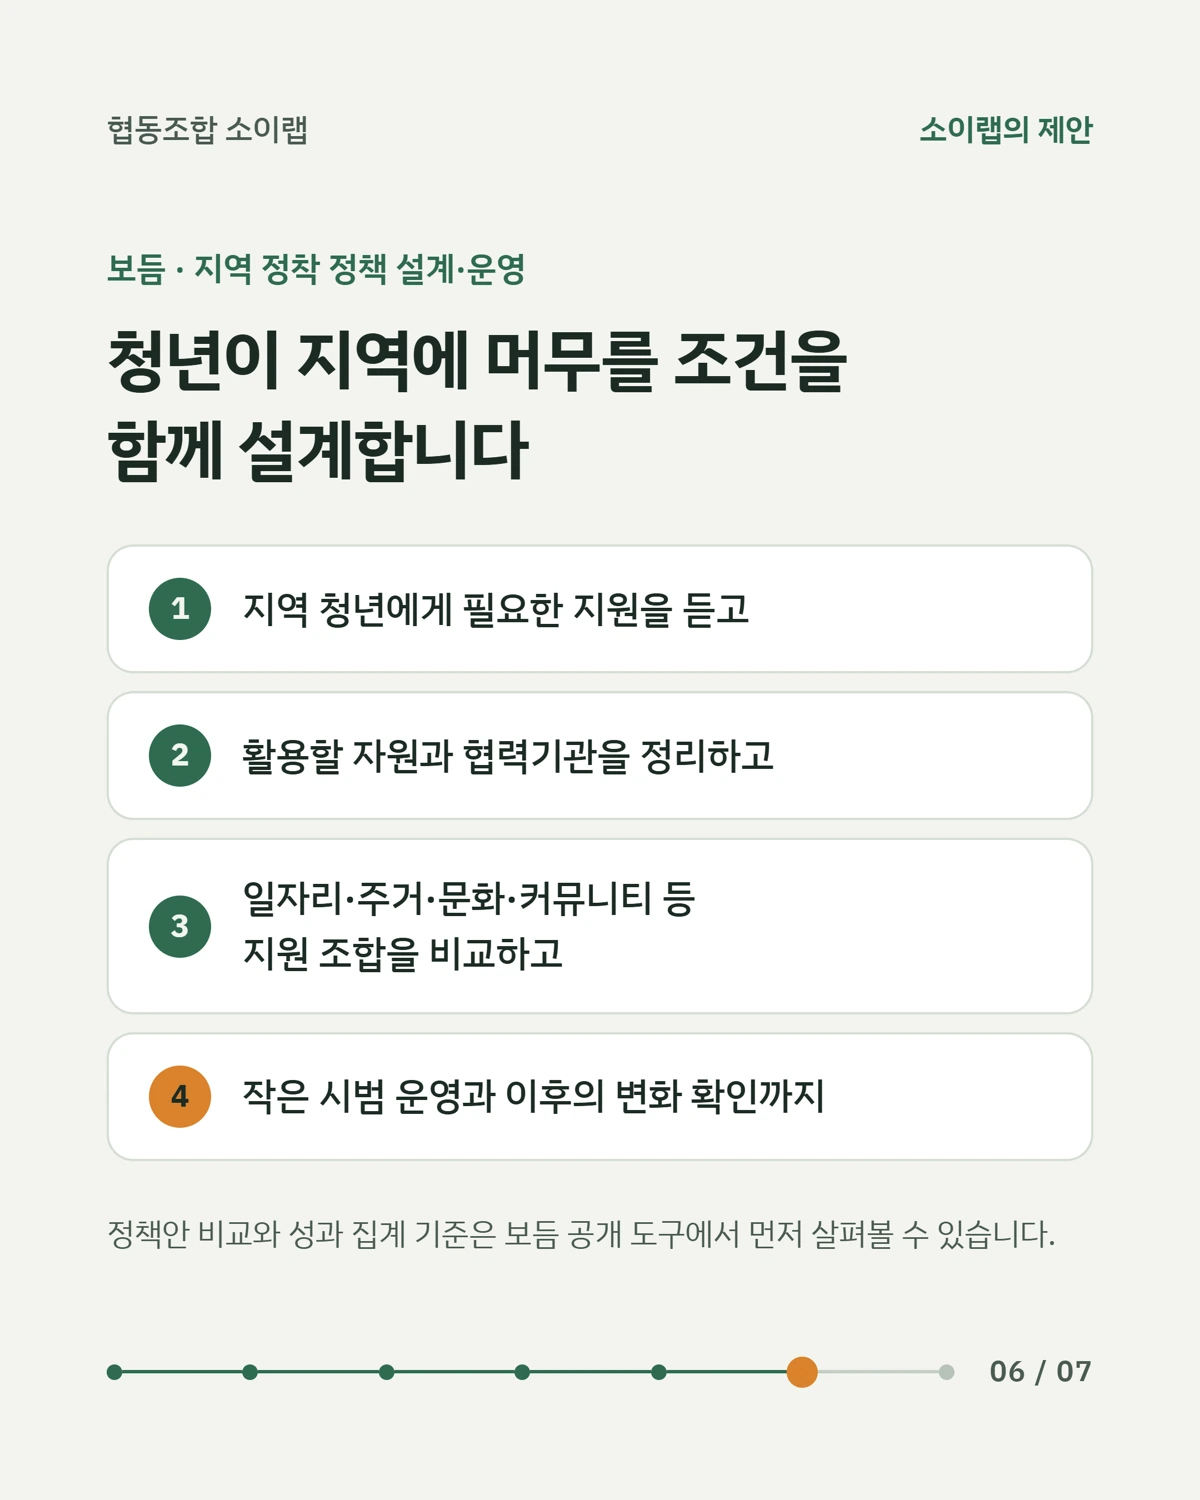 협동조합 소이랩
소이랩의 제안
보듬 · 지역 정착 정책 설계·운영
청년이 지역에 머무를 조건을
함께 설계합니다
1 지역 청년에게 필요한 지원을 듣고
2 활용할 자원과 협력기관을 정리하고
3 일자리·주거·문화·커뮤니티 등
지원 조합을 비교하고
4 작은 시범 운영과 이후의 변화 확인까지
정책안 비교와 성과 집계 기준은 보듬 공개 도구에서 먼저 살펴볼 수 있습니다.
06 / 07